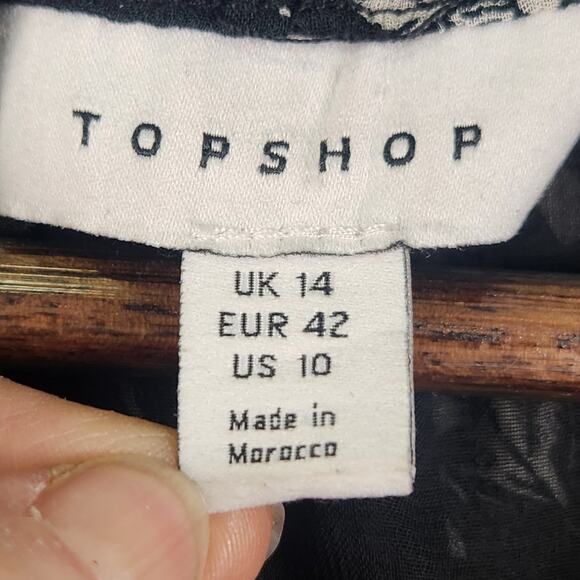 TOPSHOP
UK 14
EUR 42
US 10
Made in
Morocco